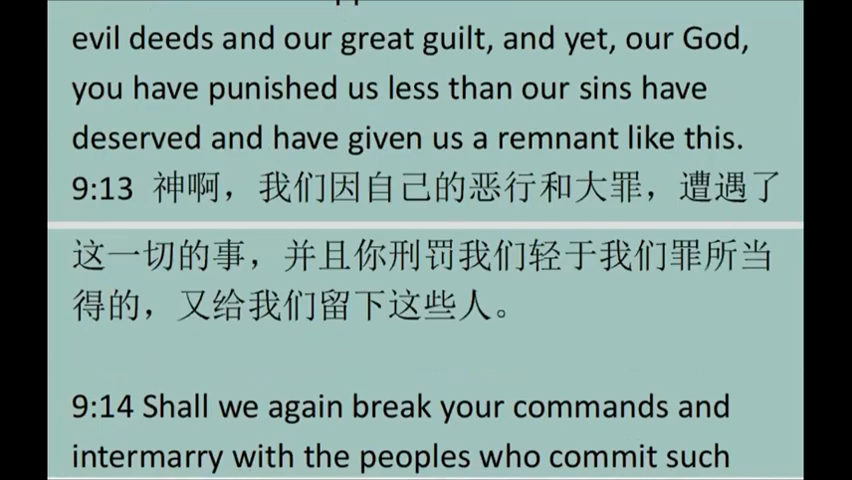 evil deeds and our great guilt, and yet, our God,
you have punished us less than our sins have
deserved and have given us a remnant like this.
9:13 神啊，我们因自己的恶行和大罪，遭遇了
这一切的事，并且你刑罚我们轻于我们罪所当
得的，又给我们留下这些人。
9:14 Shall we again break your commands and
intermarry with the peoples who commit such